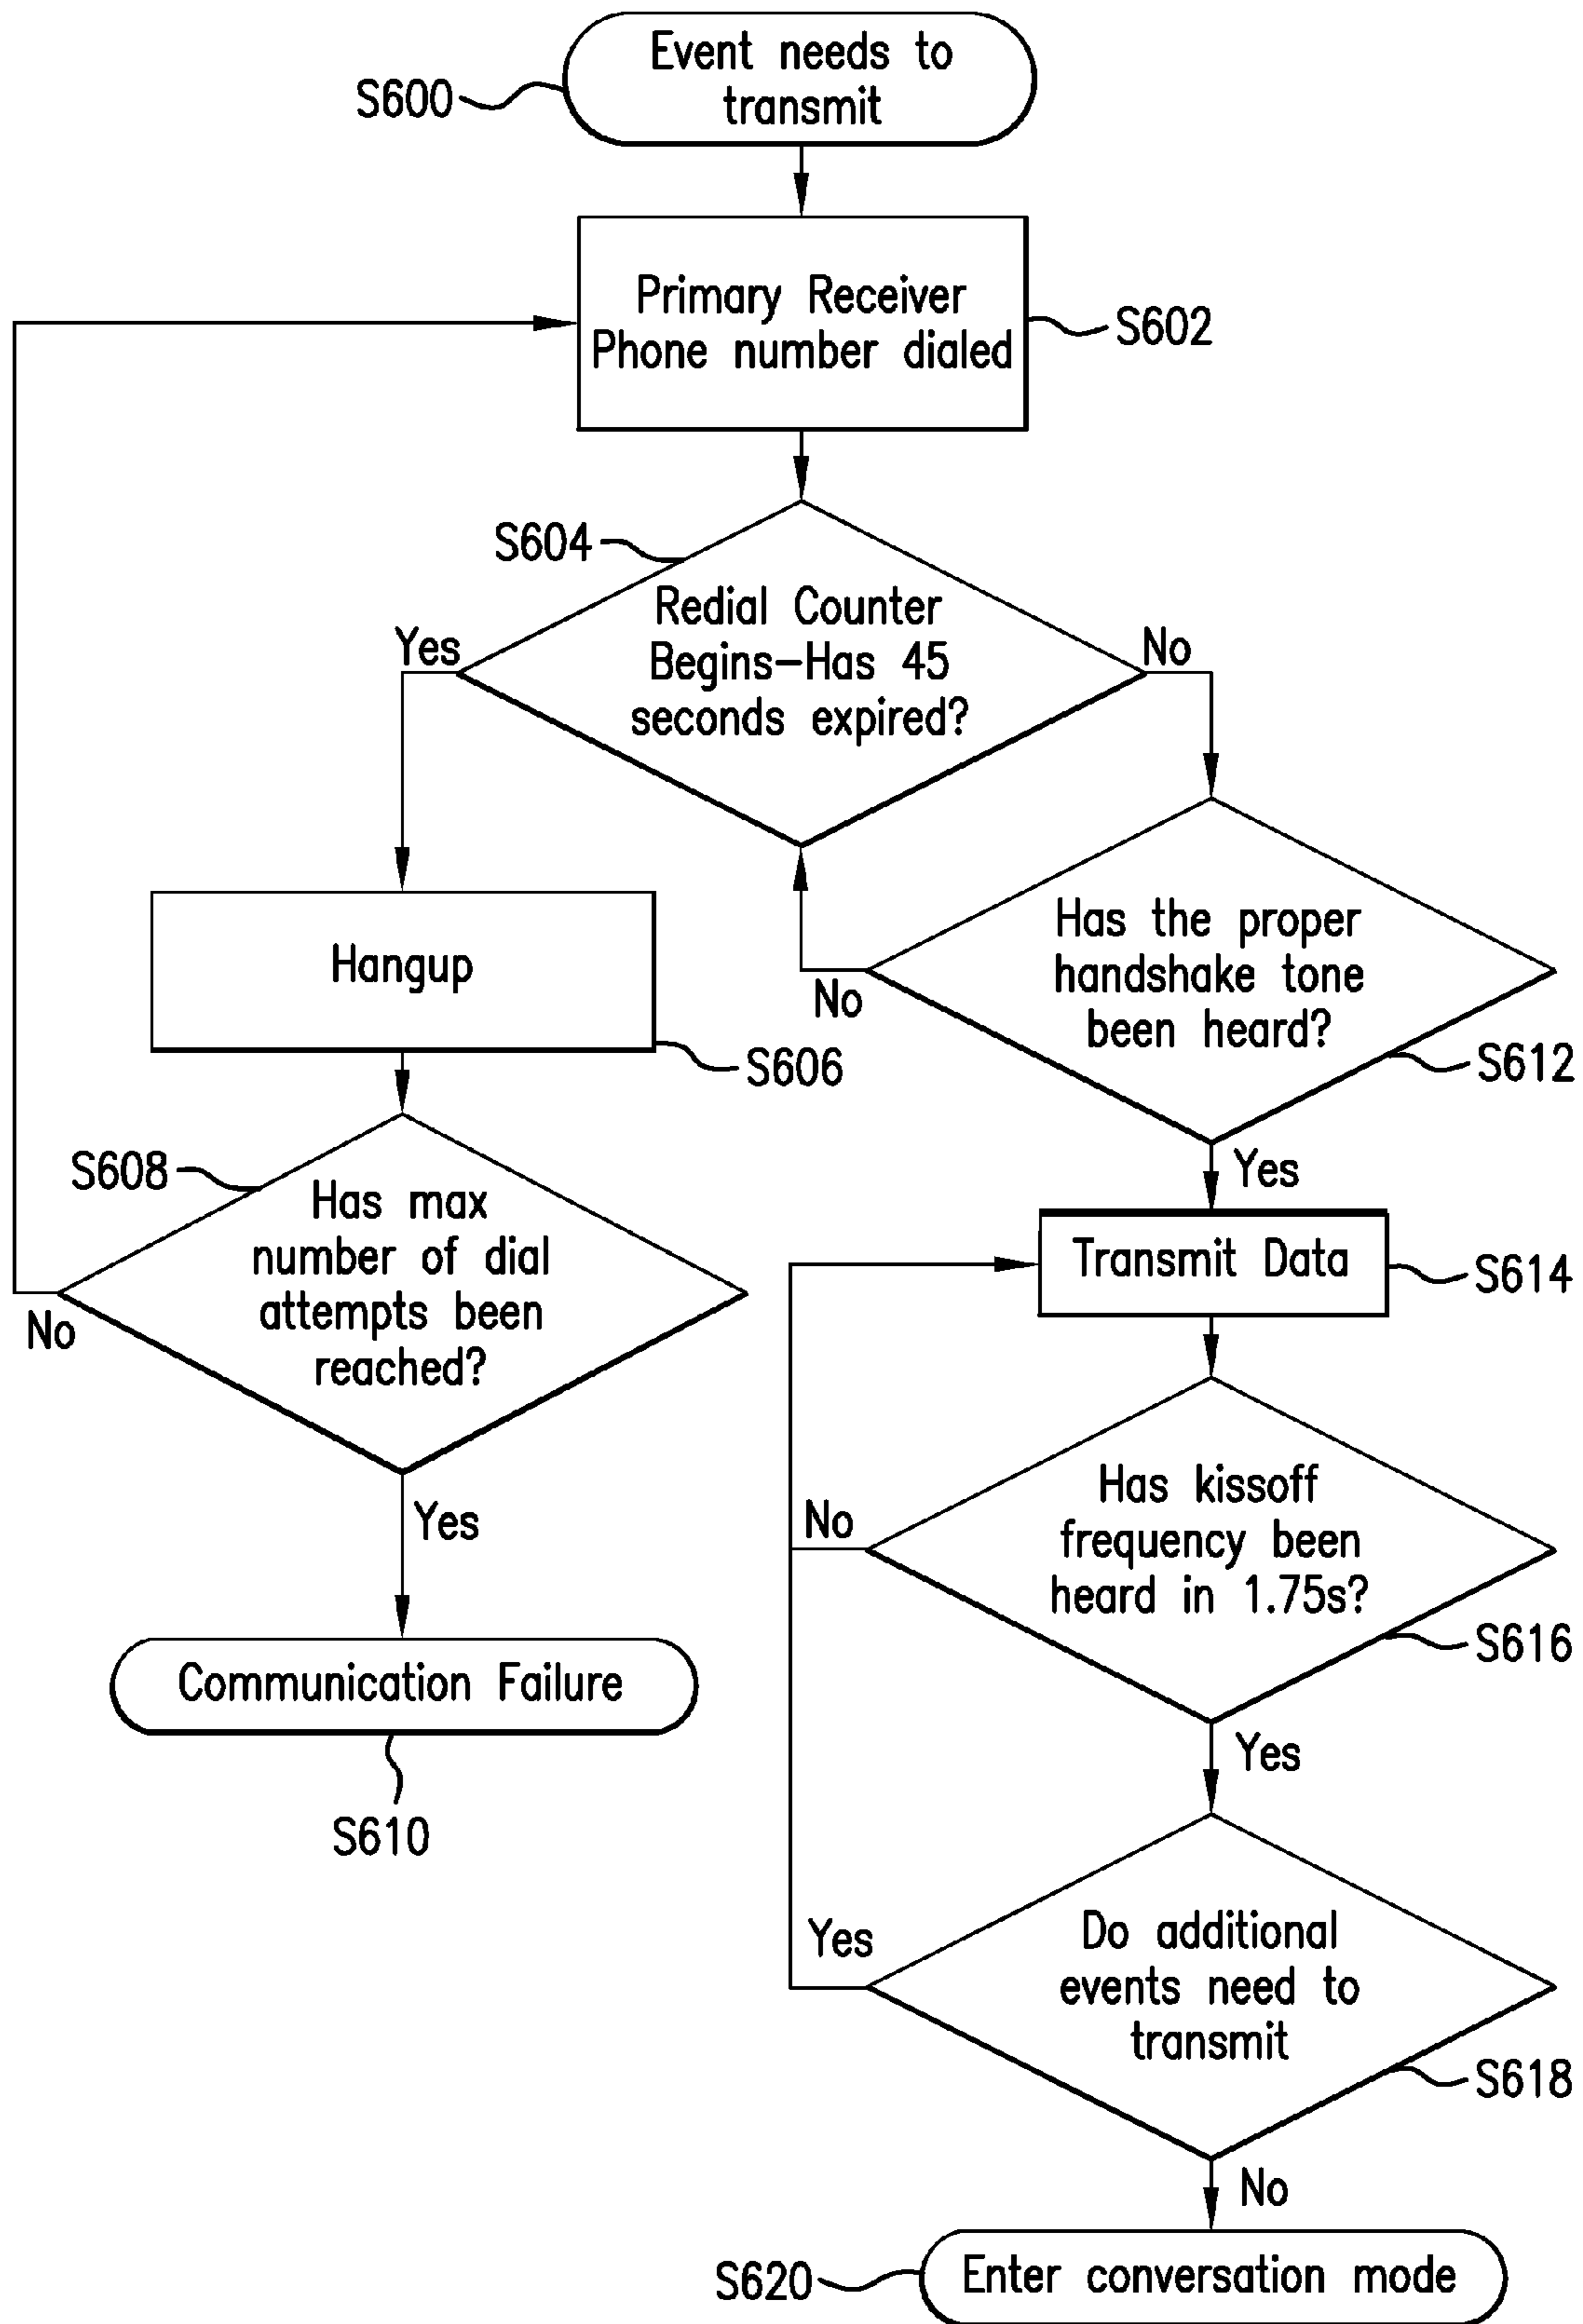 Event needs to
transmit
S600
Primary Receiver
Phone number dialed
S602
S604
Redial Counter
Begins-Has 45
seconds expired?
Yes
No
Hangup
S606
Has the proper
handshake tone
been heard?
No
S612
Yes
S608
Has max
number of dial
attempts been
reached?
No
Yes
Transmit Data
S614
Has kissoff
frequency been
heard in 1.75s?
No
S616
Yes
Communication Failure
S610
Do additional
events need to
transmit
Yes
S618
No
Enter conversation mode
S620